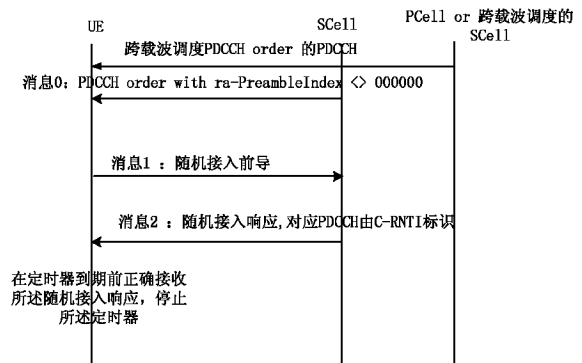 UE
SCell
PCell or 跨载波调度的
SCell
跨载波调度PDCCH order 的PDCCH
消息0: PDCCH order with ra-PreambleIndex <> 000000
消息1 : 随机接入前导
消息2 : 随机接入响应,对应PDCCH由C-RNTI标识
在定时器到期前正确接收
所述随机接入响应, 停止
所述定时器